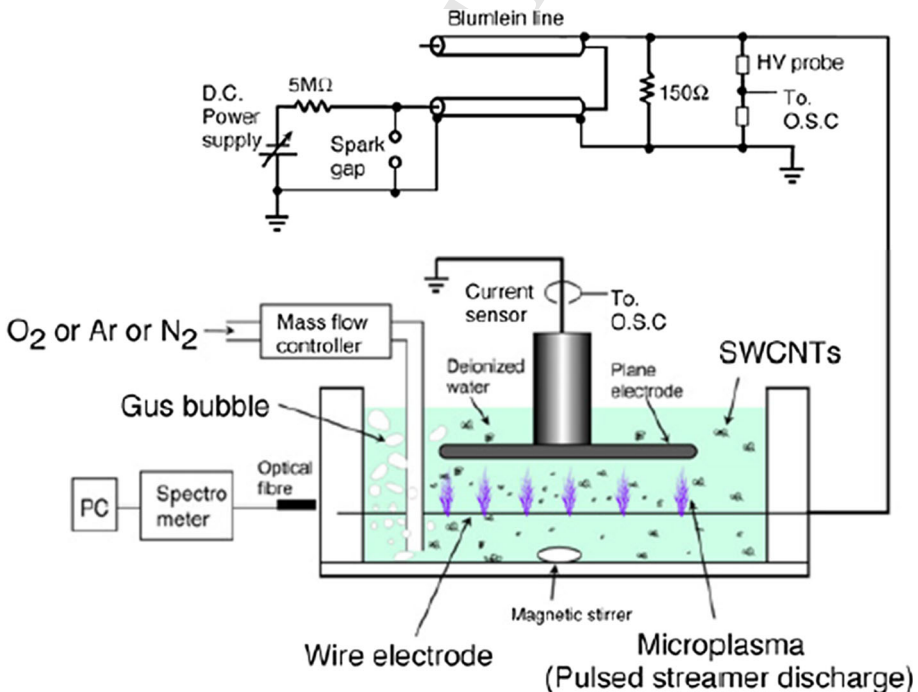 Blumlein line
5MΩ
D.C.
Power
supply
Spark
gap
150Ω
HV probe
To.
O.S.C
Current
sensor
To.
O.S.C
O2 or Ar or N2
Mass flow
controller
SWCNTs
Deionized
water
Plane
electrode
Gus bubble
Optical
fibre
PC
Spectro
meter
Magnetic stirrer
Wire electrode
Microplasma
(Pulsed streamer discharge)